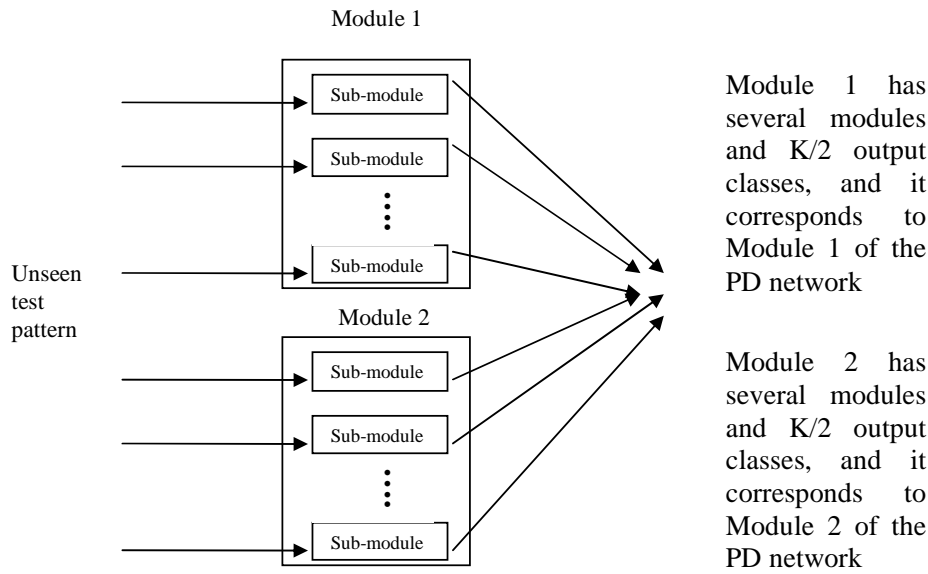 Module 1
Sub-module
Sub-module
Sub-module
Unseen
test
pattern
Module 2
Sub-module
Sub-module
Sub-module
Module 1 has
several modules
and K/2 output
classes, and it
corresponds to
Module 1 of the
PD network
Module 2 has
several modules
and K/2 output
classes, and it
corresponds to
Module 2 of the
PD network